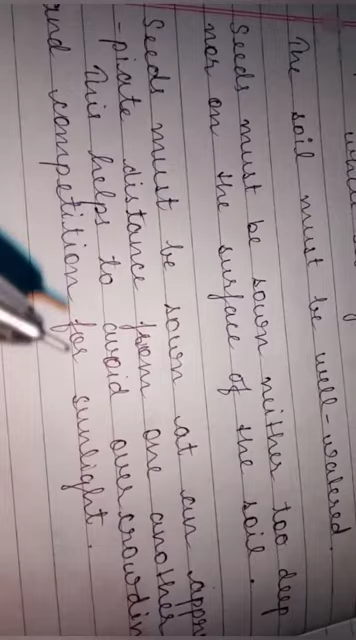 The soil must be well-watered.
Seeds must be sown neither too deep
nor on the surface of the soil.
Seeds must be sown at an appro
-priate distance from one another
This helps to avoid overcrowdin
and competition for sunlight.